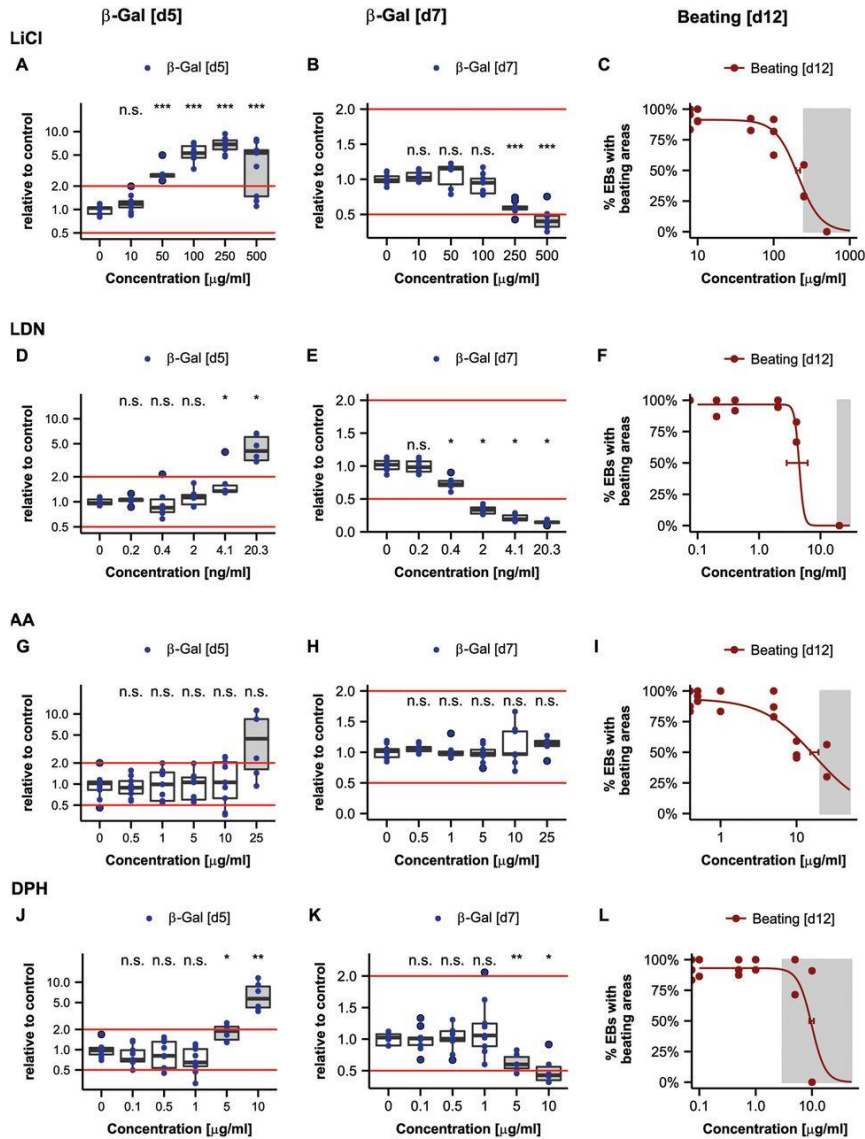 β-Gal [d5] β-Gal [d7] Beating [d12]
LiCl
A β-Gal [d5] B β-Gal [d7] C Beating [d12]
n.s. *** *** *** ***
n.s. n.s. n.s. *** ***
relative to control
10.0
5.0
2.0
1.0
0.5
0 10 50 100 250 500
Concentration [μg/ml]
relative to control
2.0
1.5
1.0
0.5
0.0
0 10 50 100 250 500
Concentration [μg/ml]
% EBs with
beating areas
100%
75%
50%
25%
0%
10 100 1000
Concentration [μg/ml]
LDN
D β-Gal [d5] E β-Gal [d7] F Beating [d12]
n.s. n.s. n.s. * *
n.s. * * * *
relative to control
10.0
5.0
2.0
1.0
0.5
0 0.2 0.4 2 4.1 20.3
Concentration [ng/ml]
relative to control
2.0
1.5
1.0
0.5
0.0
0 0.2 0.4 2 4.1 20.3
Concentration [ng/ml]
% EBs with
beating areas
100%
75%
50%
25%
0%
0.1 1.0 10.0
Concentration [ng/ml]
AA
G β-Gal [d5] H β-Gal [d7] I Beating [d12]
n.s. n.s. n.s. n.s. n.s.
n.s. n.s. n.s. n.s. n.s.
relative to control
10.0
5.0
2.0
1.0
0.5
0 0.5 1 5 10 25
Concentration [μg/ml]
relative to control
2.0
1.5
1.0
0.5
0.0
0 0.5 1 5 10 25
Concentration [μg/ml]
% EBs with
beating areas
100%
75%
50%
25%
0%
1 10
Concentration [μg/ml]
DPH
J β-Gal [d5] K β-Gal [d7] L Beating [d12]
n.s. n.s. n.s. * **
n.s. n.s. n.s. ** *
relative to control
10.0
5.0
2.0
1.0
0.5
0 0.1 0.5 1 5 10
Concentration [μg/ml]
relative to control
2.0
1.5
1.0
0.5
0.0
0 0.1 0.5 1 5 10
Concentration [μg/ml]
% EBs with
beating areas
100%
75%
50%
25%
0%
0.1 1.0 10.0
Concentration [μg/ml]